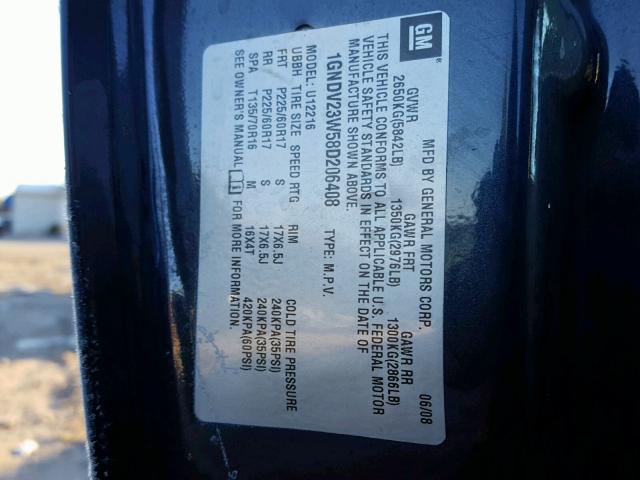 GM
®
MFD BY GENERAL MOTORS CORP. 06/08
GVWR GAWR FRT GAWR RR
2650KG(5842LB) 1350KG(2976LB) 1300KG(2866LB)
THIS VEHICLE CONFORMS TO ALL APPLICABLE U.S. FEDERAL MOTOR
VEHICLE SAFETY STANDARDS IN EFFECT ON THE DATE OF
MANUFACTURE SHOWN ABOVE.
1GNDV23W58D206408 TYPE: M.P.V.
MODEL: U12216
UBBH TIRE SIZE SPEED RTG RIM COLD TIRE PRESSURE
FRT P225/60R17 S 17X6.5J 240KPA(35PSI)
RR P225/60R17 S 17X6.5J 240KPA(35PSI)
SPA T135/70R16 M 16X4T 420KPA(60PSI)
SEE OWNER'S MANUAL FOR MORE INFORMATION.